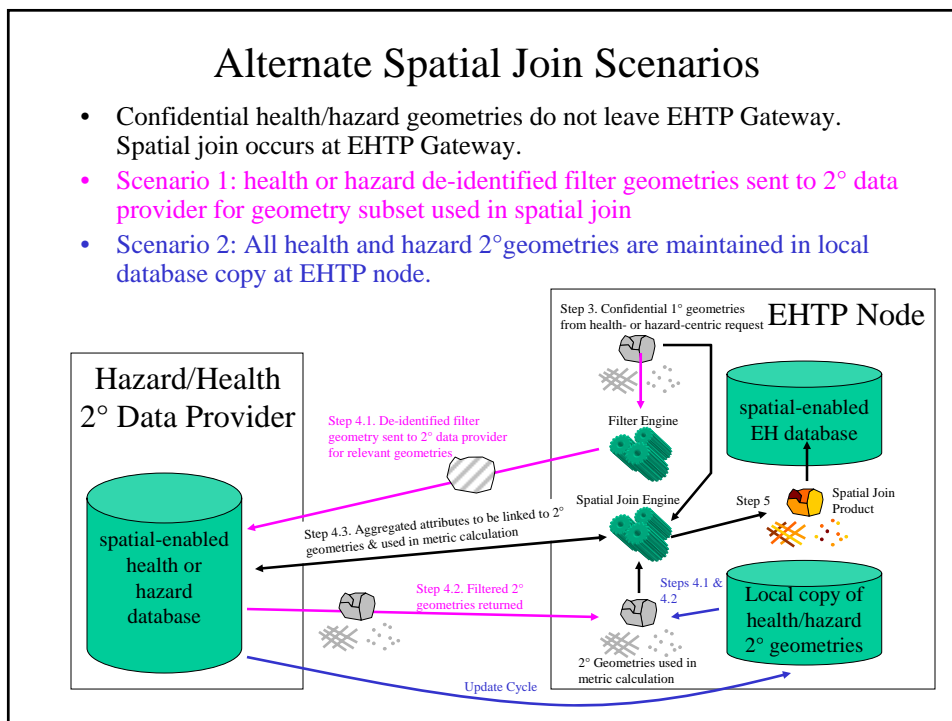 Alternate Spatial Join Scenarios
• Confidential health/hazard geometries do not leave EHTP Gateway.
Spatial join occurs at EHTP Gateway.
• Scenario 1: health or hazard de-identified filter geometries sent to 2° data
provider for geometry subset used in spatial join
• Scenario 2: All health and hazard 2°geometries are maintained in local
database copy at EHTP node.
Step 3. Confidential 1° geometries
from health- or hazard-centric request
EHTP Node
Hazard/Health
2° Data Provider
Step 4.1. De-identified filter
geometry sent to 2° data provider
for relevant geometries
Filter Engine
spatial-enabled
EH database
Spatial Join Engine
Step 5
Spatial Join
Product
Step 4.3. Aggregated attributes to be linked to 2°
geometries & used in metric calculation
spatial-enabled
health or
hazard
database
Step 4.2. Filtered 2°
geometries returned
Steps 4.1 &
4.2
Local copy of
health/hazard
2° geometries
2° Geometries used in
metric calculation
Update Cycle